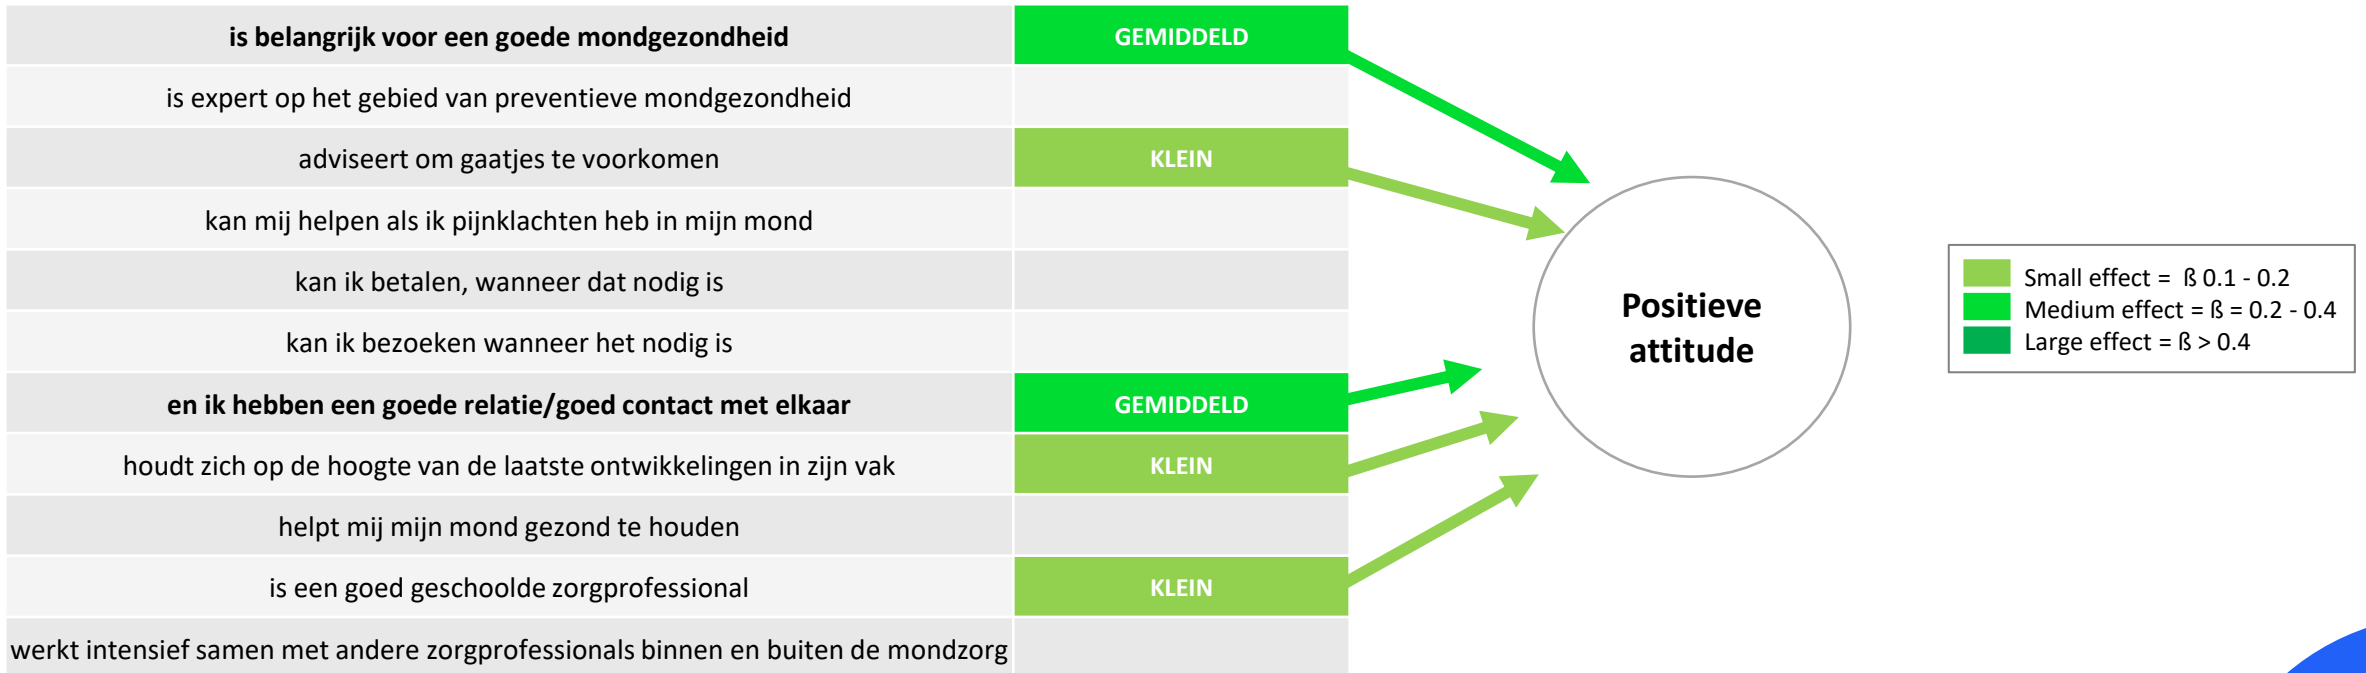 is belangrijk voor een goede mondgezondheid GEMIDDELD
is expert op het gebied van preventieve mondgezondheid
adviseert om gaatjes te voorkomen KLEIN
kan mij helpen als ik pijnklachten heb in mijn mond
kan ik betalen, wanneer dat nodig is
kan ik bezoeken wanneer het nodig is
en ik hebben een goede relatie/goed contact met elkaar GEMIDDELD
houdt zich op de hoogte van de laatste ontwikkelingen in zijn vak KLEIN
helpt mij mijn mond gezond te houden
is een goed geschoolde zorgprofessional KLEIN
werkt intensief samen met andere zorgprofessionals binnen en buiten de mondzorg
Positieve
attitude
Small effect = ß 0.1 - 0.2
Medium effect = ß = 0.2 - 0.4
Large effect = ß > 0.4